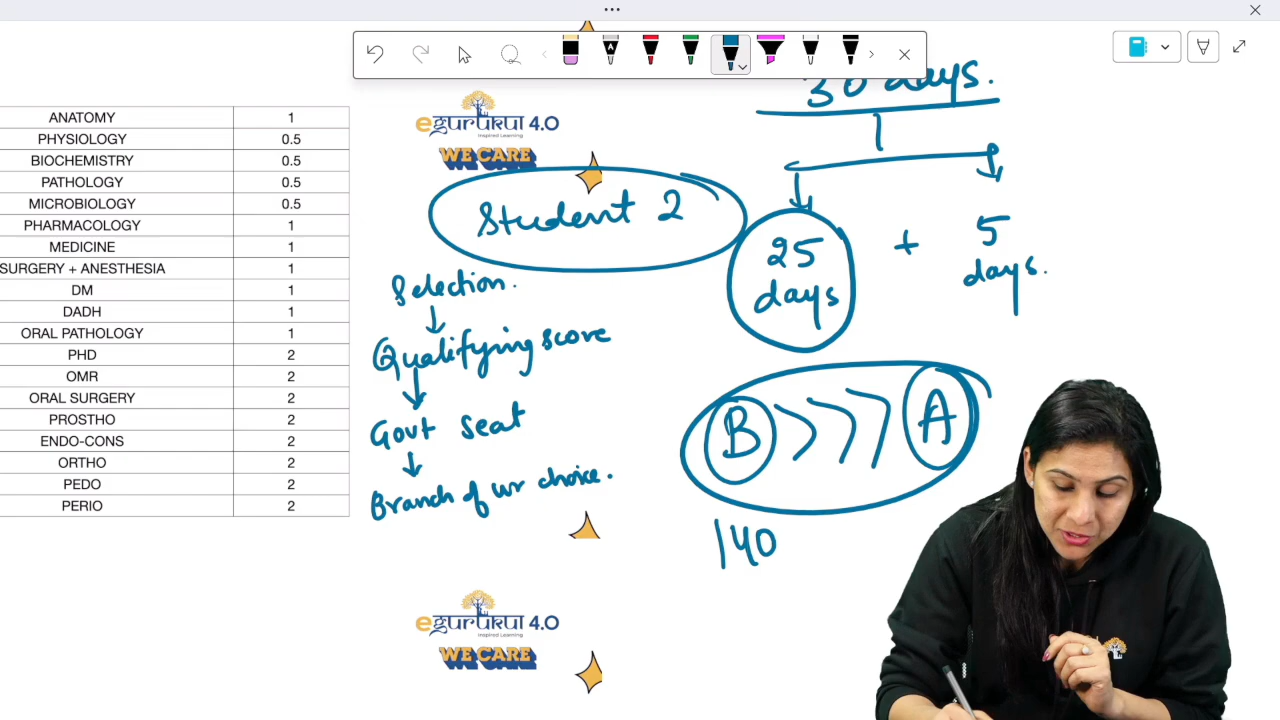 ANATOMY 1
PHYSIOLOGY 0.5
BIOCHEMISTRY 0.5
PATHOLOGY 0.5
MICROBIOLOGY 0.5
PHARMACOLOGY 1
MEDICINE 1
SURGERY + ANESTHESIA 1
DM 1
DADH 1
ORAL PATHOLOGY 1
PHD 2
OMR 2
ORAL SURGERY 2
PROSTHO 2
ENDO-CONS 2
ORTHO 2
PEDO 2
PERIO 2
A
egurukul 4.0
Inspired Learning
WE CARE
Student 2
Selection.
↓
Qualifying score
↓
Govt seat
↓
Branch of ur choice.
30 days.
25 + 5
days days.
B >>> A
140
egurukul 4.0
Inspired Learning
WE CARE